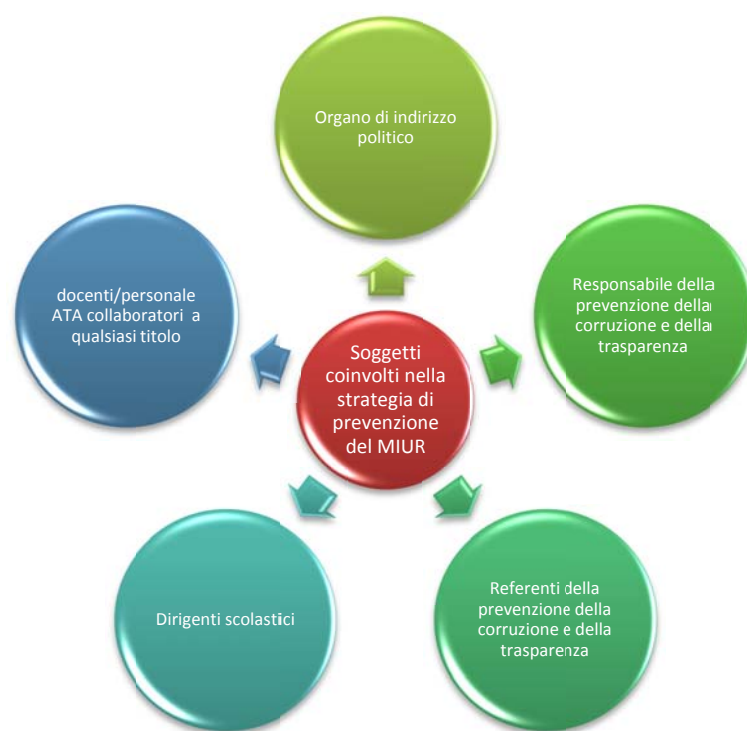 Organo di indirizzo
politico
Responsabile della
prevenzione della
corruzione e della
trasparenza
Referenti della
prevenzione della
corruzione e della
trasparenza
Dirigenti scolastici
docenti/personale
ATA collaboratori a
qualsiasi titolo
Soggetti
coinvolti nella
strategia di
prevenzione
del MIUR